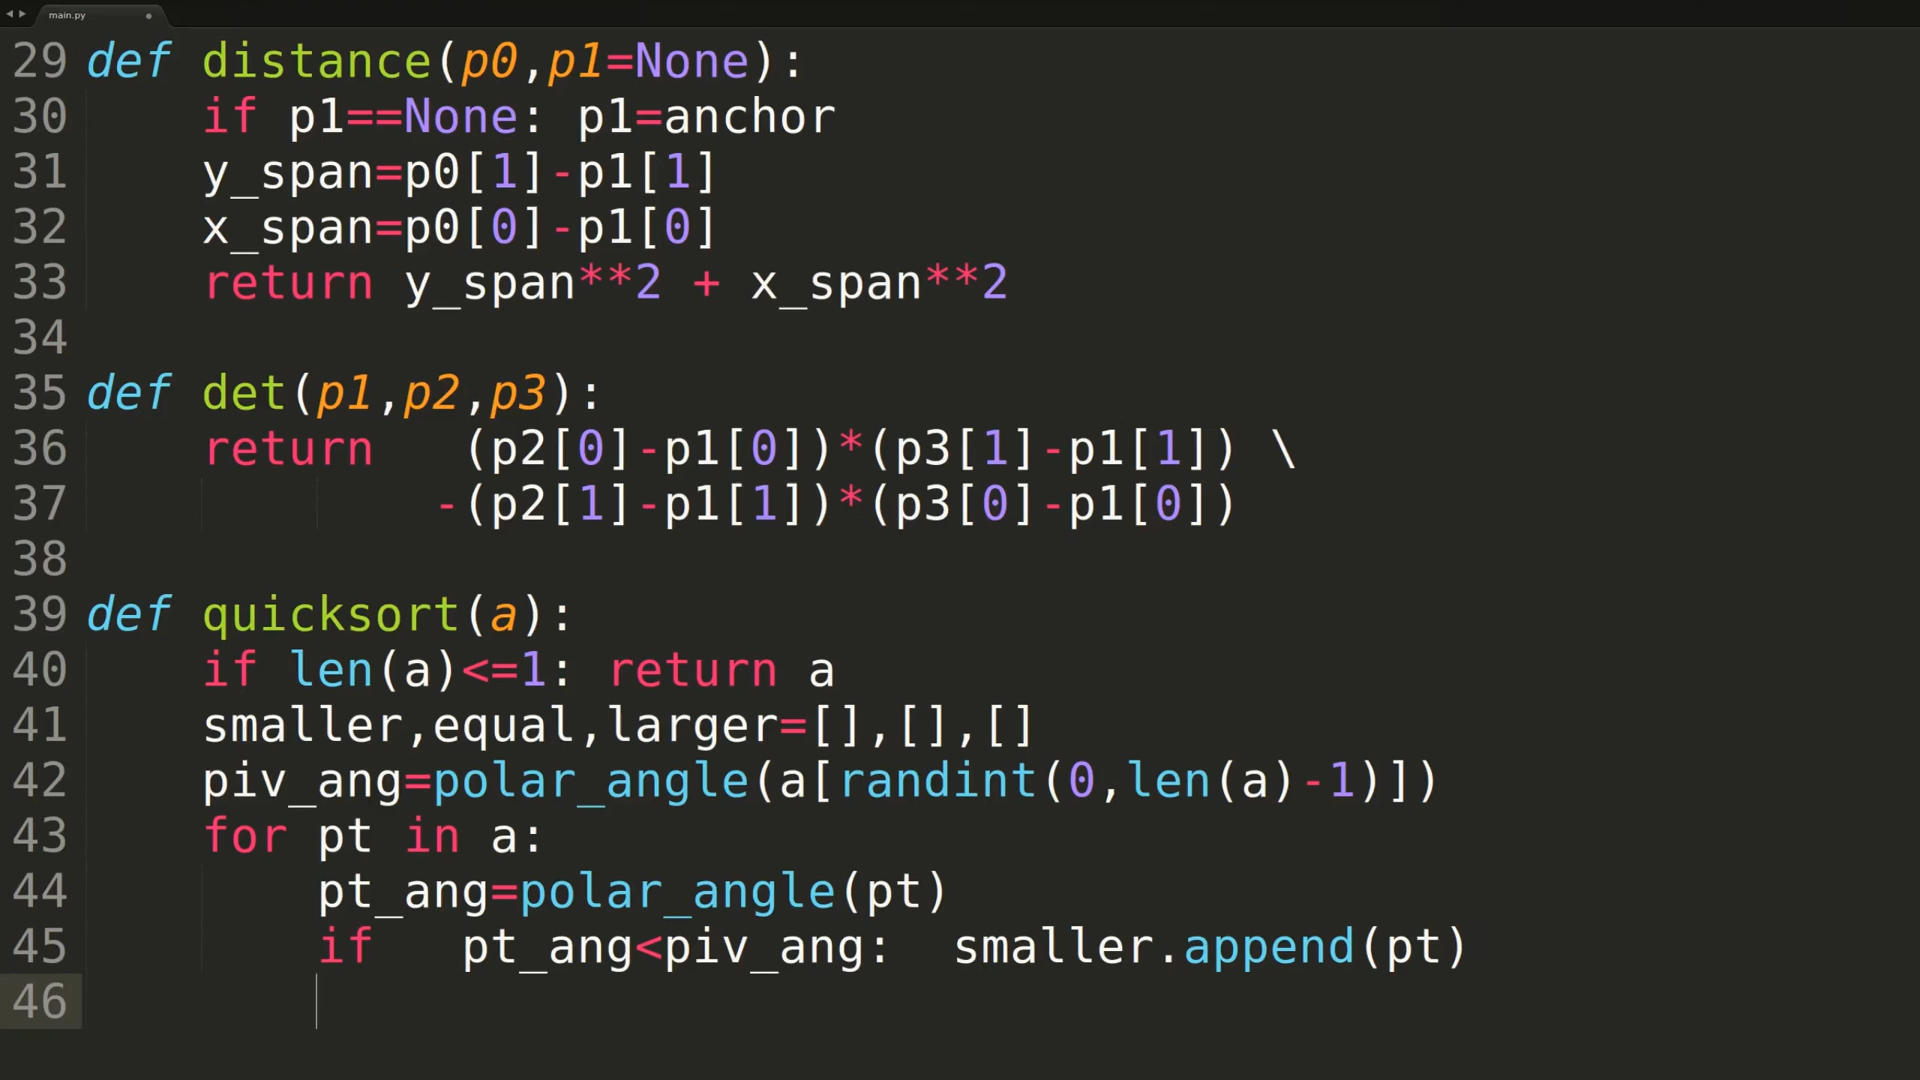 main.py
29 def distance(p0,p1=None):
30     if p1==None: p1=anchor
31     y_span=p0[1]-p1[1]
32     x_span=p0[0]-p1[0]
33     return y_span**2 + x_span**2
34
35 def det(p1,p2,p3):
36     return   (p2[0]-p1[0])*(p3[1]-p1[1]) \
37             -(p2[1]-p1[1])*(p3[0]-p1[0])
38
39 def quicksort(a):
40     if len(a)<=1: return a
41     smaller,equal,larger=[],[],[]
42     piv_ang=polar_angle(a[randint(0,len(a)-1)])
43     for pt in a:
44         pt_ang=polar_angle(pt)
45         if   pt_ang<piv_ang:  smaller.append(pt)
46